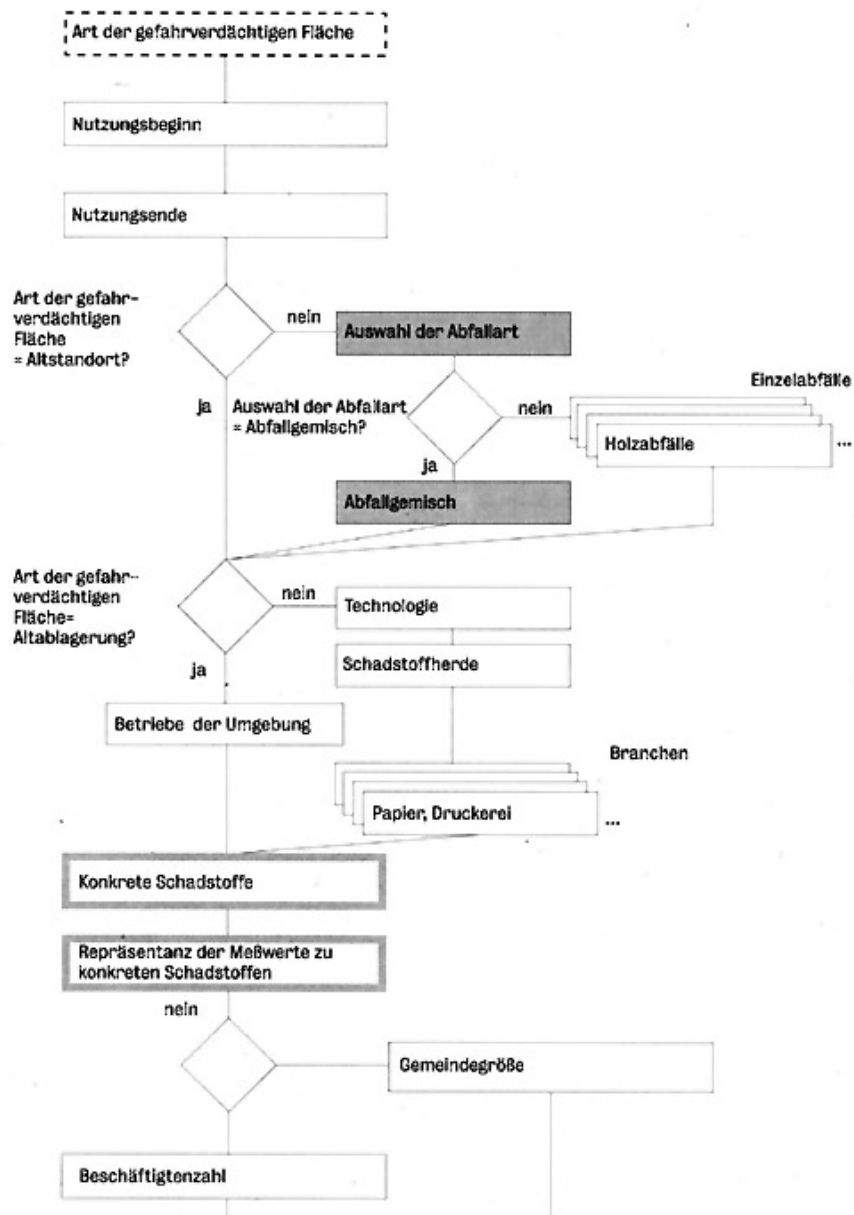 Art der gefahrverdächtigen Fläche
Nutzungsbeginn
Nutzungsende
Art der gefahr-
verdächtigen
Fläche
= Altstandort?
nein
Auswahl der Abfallart
Einzelabfälle
ja
Auswahl der Abfallart
= Abfallgemisch?
nein
Holzabfälle
...
ja
Abfallgemisch
Art der gefahr-
verdächtigen
Fläche=
Altablagerung?
nein
Technologie
Schadstoffherde
ja
Betriebe der Umgebung
Branchen
Papier, Druckerei
...
Konkrete Schadstoffe
Repräsentanz der Meßwerte zu
konkreten Schadstoffen
nein
Gemeindegröße
Beschäftigtenzahl